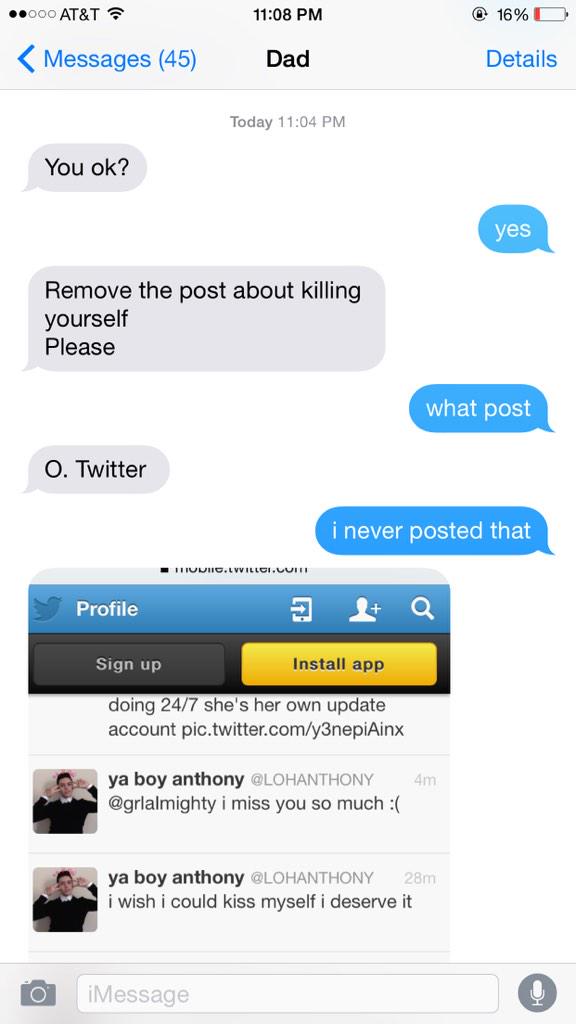 AT&T 11:08 PM 16%
Messages (45) Dad Details
Today 11:04 PM
You ok?
yes
Remove the post about killing
yourself
Please
what post
O. Twitter
i never posted that
mobile.twitter.com
Profile
Sign up Install app
doing 24/7 she's her own update
account pic.twitter.com/y3nepiAinx
ya boy anthony @LOHANTHONY 4m
@grlalmighty i miss you so much :(
ya boy anthony @LOHANTHONY 28m
i wish i could kiss myself i deserve it
iMessage